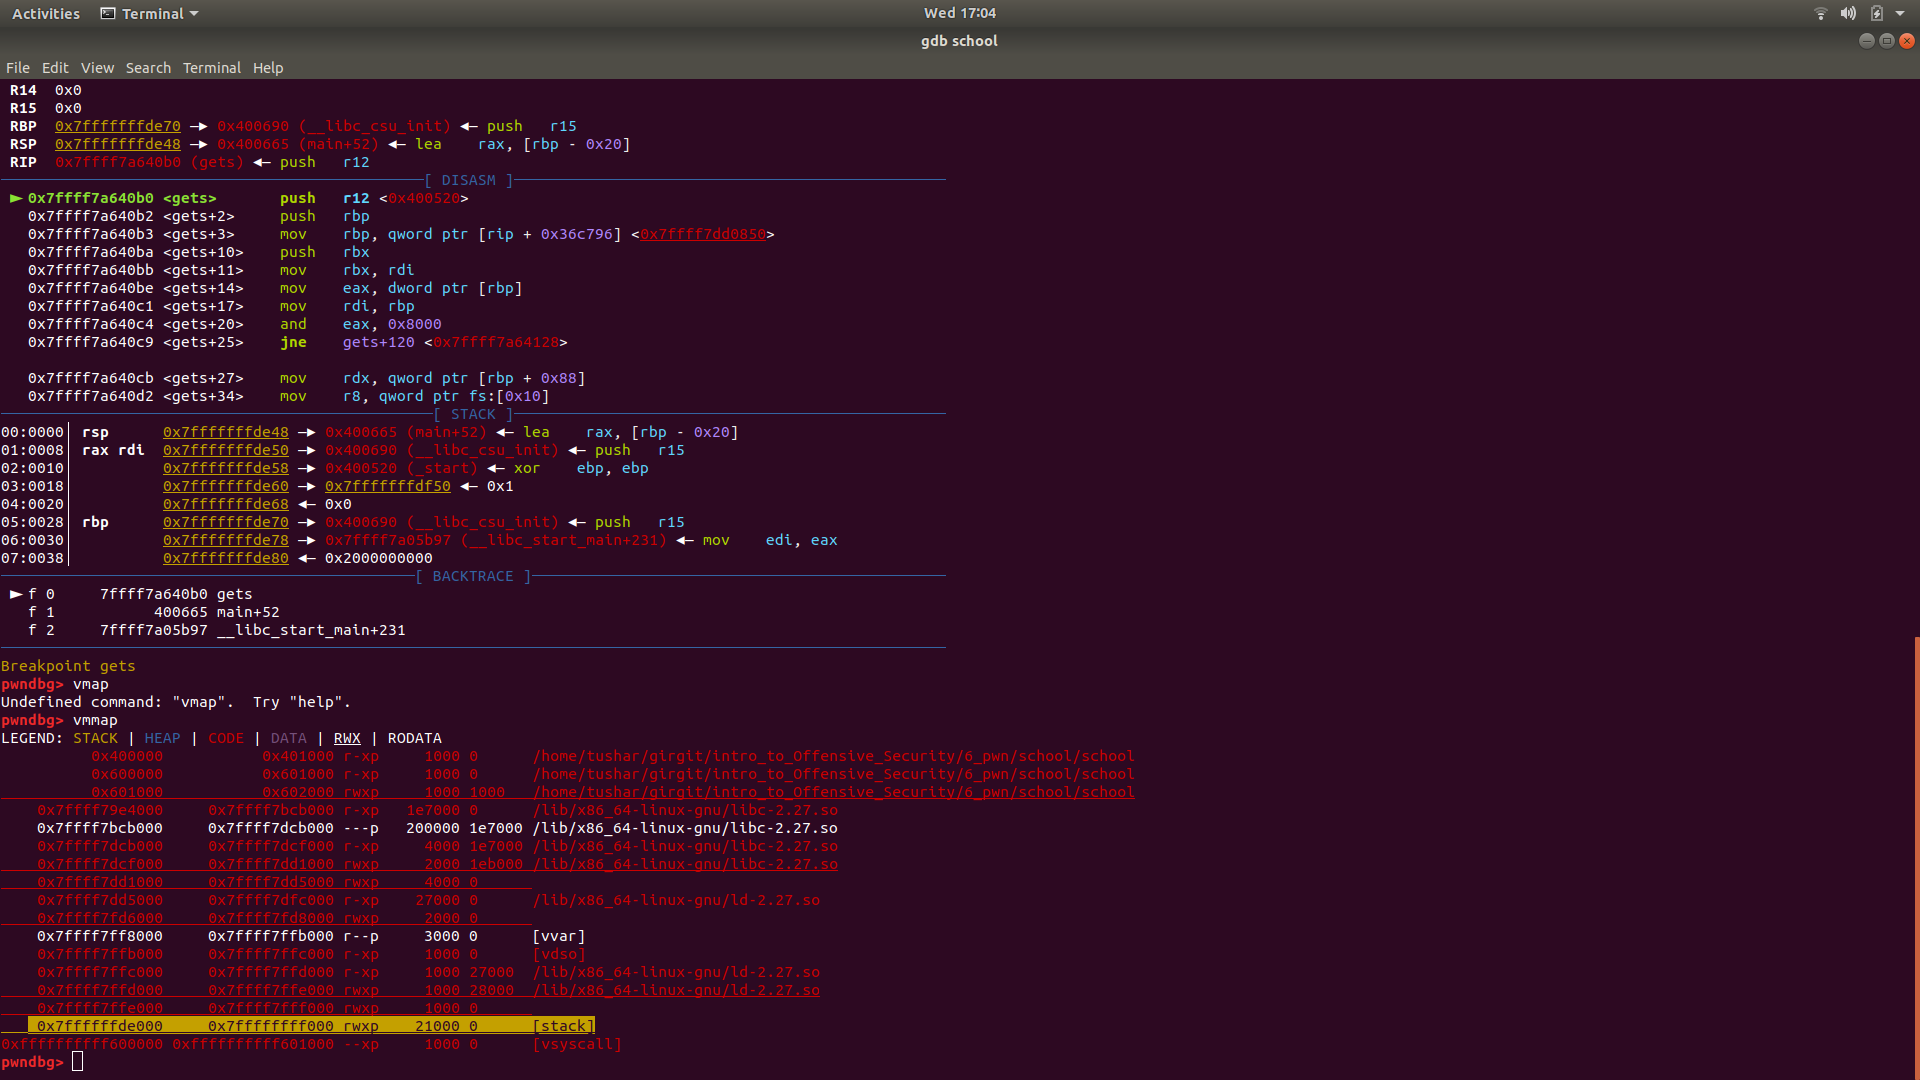 Activities Terminal Wed 17:04
gdb school
File Edit View Search Terminal Help
R14 0x0
R15 0x0
RBP 0x7fffffffde70 —▸ 0x400690 (__libc_csu_init) ◂— push r15
RSP 0x7fffffffde48 —▸ 0x400665 (main+52) ◂— lea rax, [rbp - 0x20]
RIP 0x7ffff7a640b0 (gets) ◂— push r12
[ DISASM ]
► 0x7ffff7a640b0 <gets> push r12 <0x400520>
0x7ffff7a640b2 <gets+2> push rbp
0x7ffff7a640b3 <gets+3> mov rbp, qword ptr [rip + 0x36c796] <0x7ffff7dd0850>
0x7ffff7a640ba <gets+10> push rbx
0x7ffff7a640bb <gets+11> mov rbx, rdi
0x7ffff7a640be <gets+14> mov eax, dword ptr [rbp]
0x7ffff7a640c1 <gets+17> mov rdi, rbp
0x7ffff7a640c4 <gets+20> and eax, 0x8000
0x7ffff7a640c9 <gets+25> jne gets+120 <0x7ffff7a64128>
0x7ffff7a640cb <gets+27> mov rdx, qword ptr [rbp + 0x88]
0x7ffff7a640d2 <gets+34> mov r8, qword ptr fs:[0x10]
[ STACK ]
00:0000│ rsp 0x7fffffffde48 —▸ 0x400665 (main+52) ◂— lea rax, [rbp - 0x20]
01:0008│ rax rdi 0x7fffffffde50 —▸ 0x400690 (__libc_csu_init) ◂— push r15
02:0010│ 0x7fffffffde58 —▸ 0x400520 (_start) ◂— xor ebp, ebp
03:0018│ 0x7fffffffde60 —▸ 0x7fffffffdf50 ◂— 0x1
04:0020│ 0x7fffffffde68 ◂— 0x0
05:0028│ rbp 0x7fffffffde70 —▸ 0x400690 (__libc_csu_init) ◂— push r15
06:0030│ 0x7fffffffde78 —▸ 0x7ffff7a05b97 (__libc_start_main+231) ◂— mov edi, eax
07:0038│ 0x7fffffffde80 ◂— 0x2000000000
[ BACKTRACE ]
► f 0 7ffff7a640b0 gets
f 1 400665 main+52
f 2 7ffff7a05b97 __libc_start_main+231
Breakpoint gets
pwndbg> vmap
Undefined command: "vmap". Try "help".
pwndbg> vmmap
LEGEND: STACK | HEAP | CODE | DATA | RWX | RODATA
0x400000 0x401000 r-xp 1000 0 /home/tushar/girgit/intro_to_Offensive_Security/6_pwn/school/school
0x600000 0x601000 r-xp 1000 0 /home/tushar/girgit/intro_to_Offensive_Security/6_pwn/school/school
0x601000 0x602000 rwxp 1000 1000 /home/tushar/girgit/intro_to_Offensive_Security/6_pwn/school/school
0x7ffff79e4000 0x7ffff7bcb000 r-xp 1e7000 0 /lib/x86_64-linux-gnu/libc-2.27.so
0x7ffff7bcb000 0x7ffff7dcb000 ---p 200000 1e7000 /lib/x86_64-linux-gnu/libc-2.27.so
0x7ffff7dcb000 0x7ffff7dcf000 r-xp 4000 1e7000 /lib/x86_64-linux-gnu/libc-2.27.so
0x7ffff7dcf000 0x7ffff7dd1000 rwxp 2000 1eb000 /lib/x86_64-linux-gnu/libc-2.27.so
0x7ffff7dd1000 0x7ffff7dd5000 rwxp 4000 0
0x7ffff7dd5000 0x7ffff7dfc000 r-xp 27000 0 /lib/x86_64-linux-gnu/ld-2.27.so
0x7ffff7fd6000 0x7ffff7fd8000 rwxp 2000 0
0x7ffff7ff8000 0x7ffff7ffb000 r--p 3000 0 [vvar]
0x7ffff7ffb000 0x7ffff7ffc000 r-xp 1000 0 [vdso]
0x7ffff7ffc000 0x7ffff7ffd000 r-xp 1000 27000 /lib/x86_64-linux-gnu/ld-2.27.so
0x7ffff7ffd000 0x7ffff7ffe000 rwxp 1000 28000 /lib/x86_64-linux-gnu/ld-2.27.so
0x7ffff7ffe000 0x7ffff7fff000 rwxp 1000 0
0x7ffffffde000 0x7ffffffff000 rwxp 21000 0 [stack]
0xffffffffff600000 0xffffffffff601000 --xp 1000 0 [vsyscall]
pwndbg>